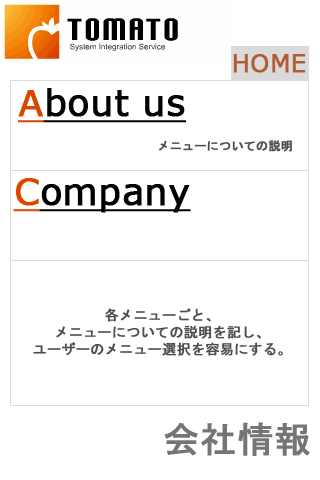 TOMATO
System Integration Service
HOME
About us
メニューについての説明
Company
各メニューごと、
メニューについての説明を記し、
ユーザーのメニュー選択を容易にする。
会社情報